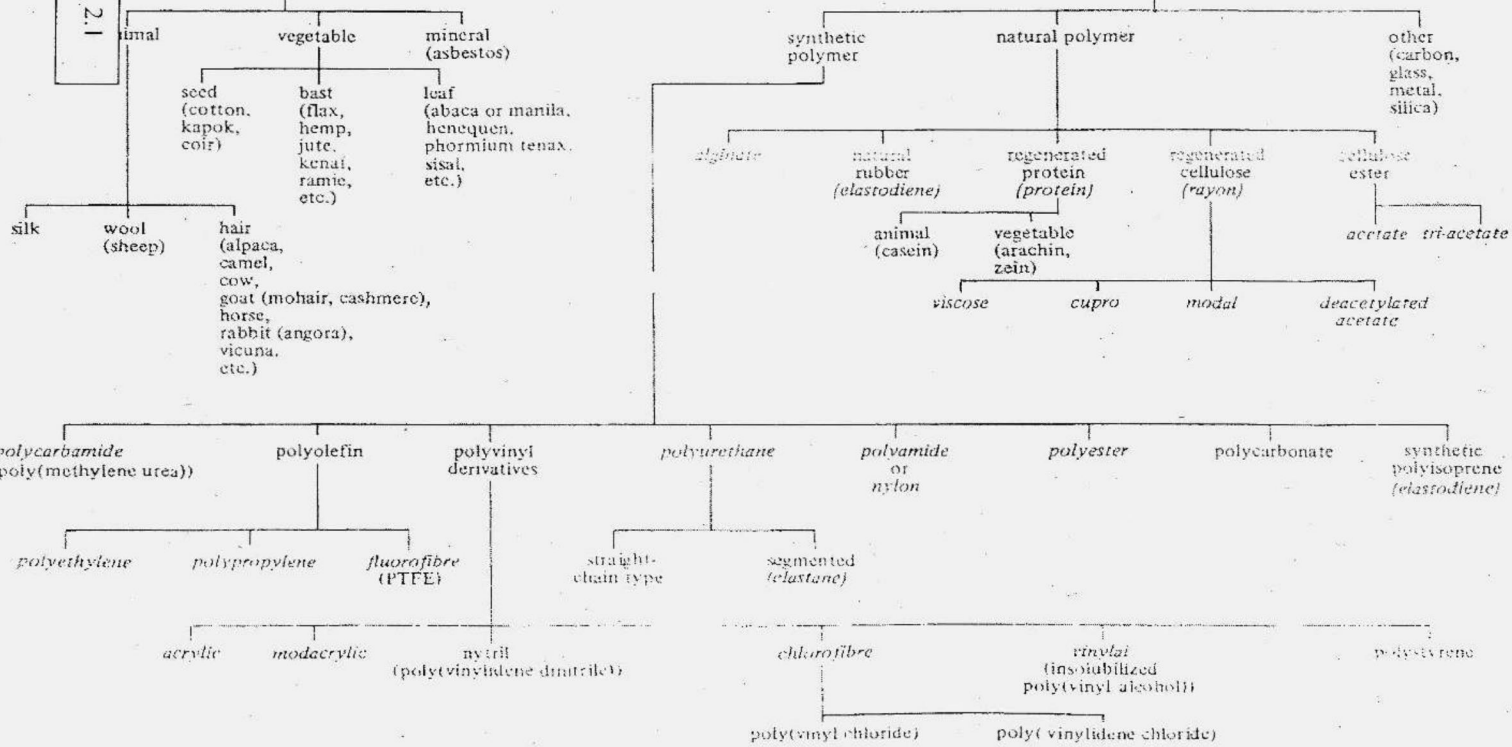 2.1
imal
vegetable
mineral
(asbestos)
synthetic
polymer
natural polymer
other
(carbon,
glass,
metal,
silica)
seed
(cotton,
kapok,
coir)
bast
(flax,
hemp,
jute,
kenaf,
ramie,
etc.)
leaf
(abaca or manila,
henequen,
phormium tenax,
sisal,
etc.)
alginate
natural
rubber
(elastodiene)
regenerated
protein
(protein)
regenerated
cellulose
(rayon)
cellulose
ester
silk
wool
(sheep)
hair
(alpaca,
camel,
cow,
goat (mohair, cashmere),
horse,
rabbit (angora),
vicuna,
etc.)
animal
(casein)
vegetable
(arachin,
zein)
acetate
tri-acetate
viscose
cupro
modal
deacetylated
acetate
polycarbamide
poly(methylene urea))
polyolefin
polyvinyl
derivatives
polyurethane
polyamide
or
nylon
polyester
polycarbonate
synthetic
polyisoprene
(elastodiene)
polyethylene
polypropylene
fluorofibre
(PTFE)
straight-
chain type
segmented
(elastane)
acrylic
modacrylic
nytril
(poly(vinylidene dinitrile))
chlorofibre
vinylal
(insolubilized
poly(vinyl alcohol))
polystyrene
poly(vinyl chloride)
poly( vinylidene chloride)